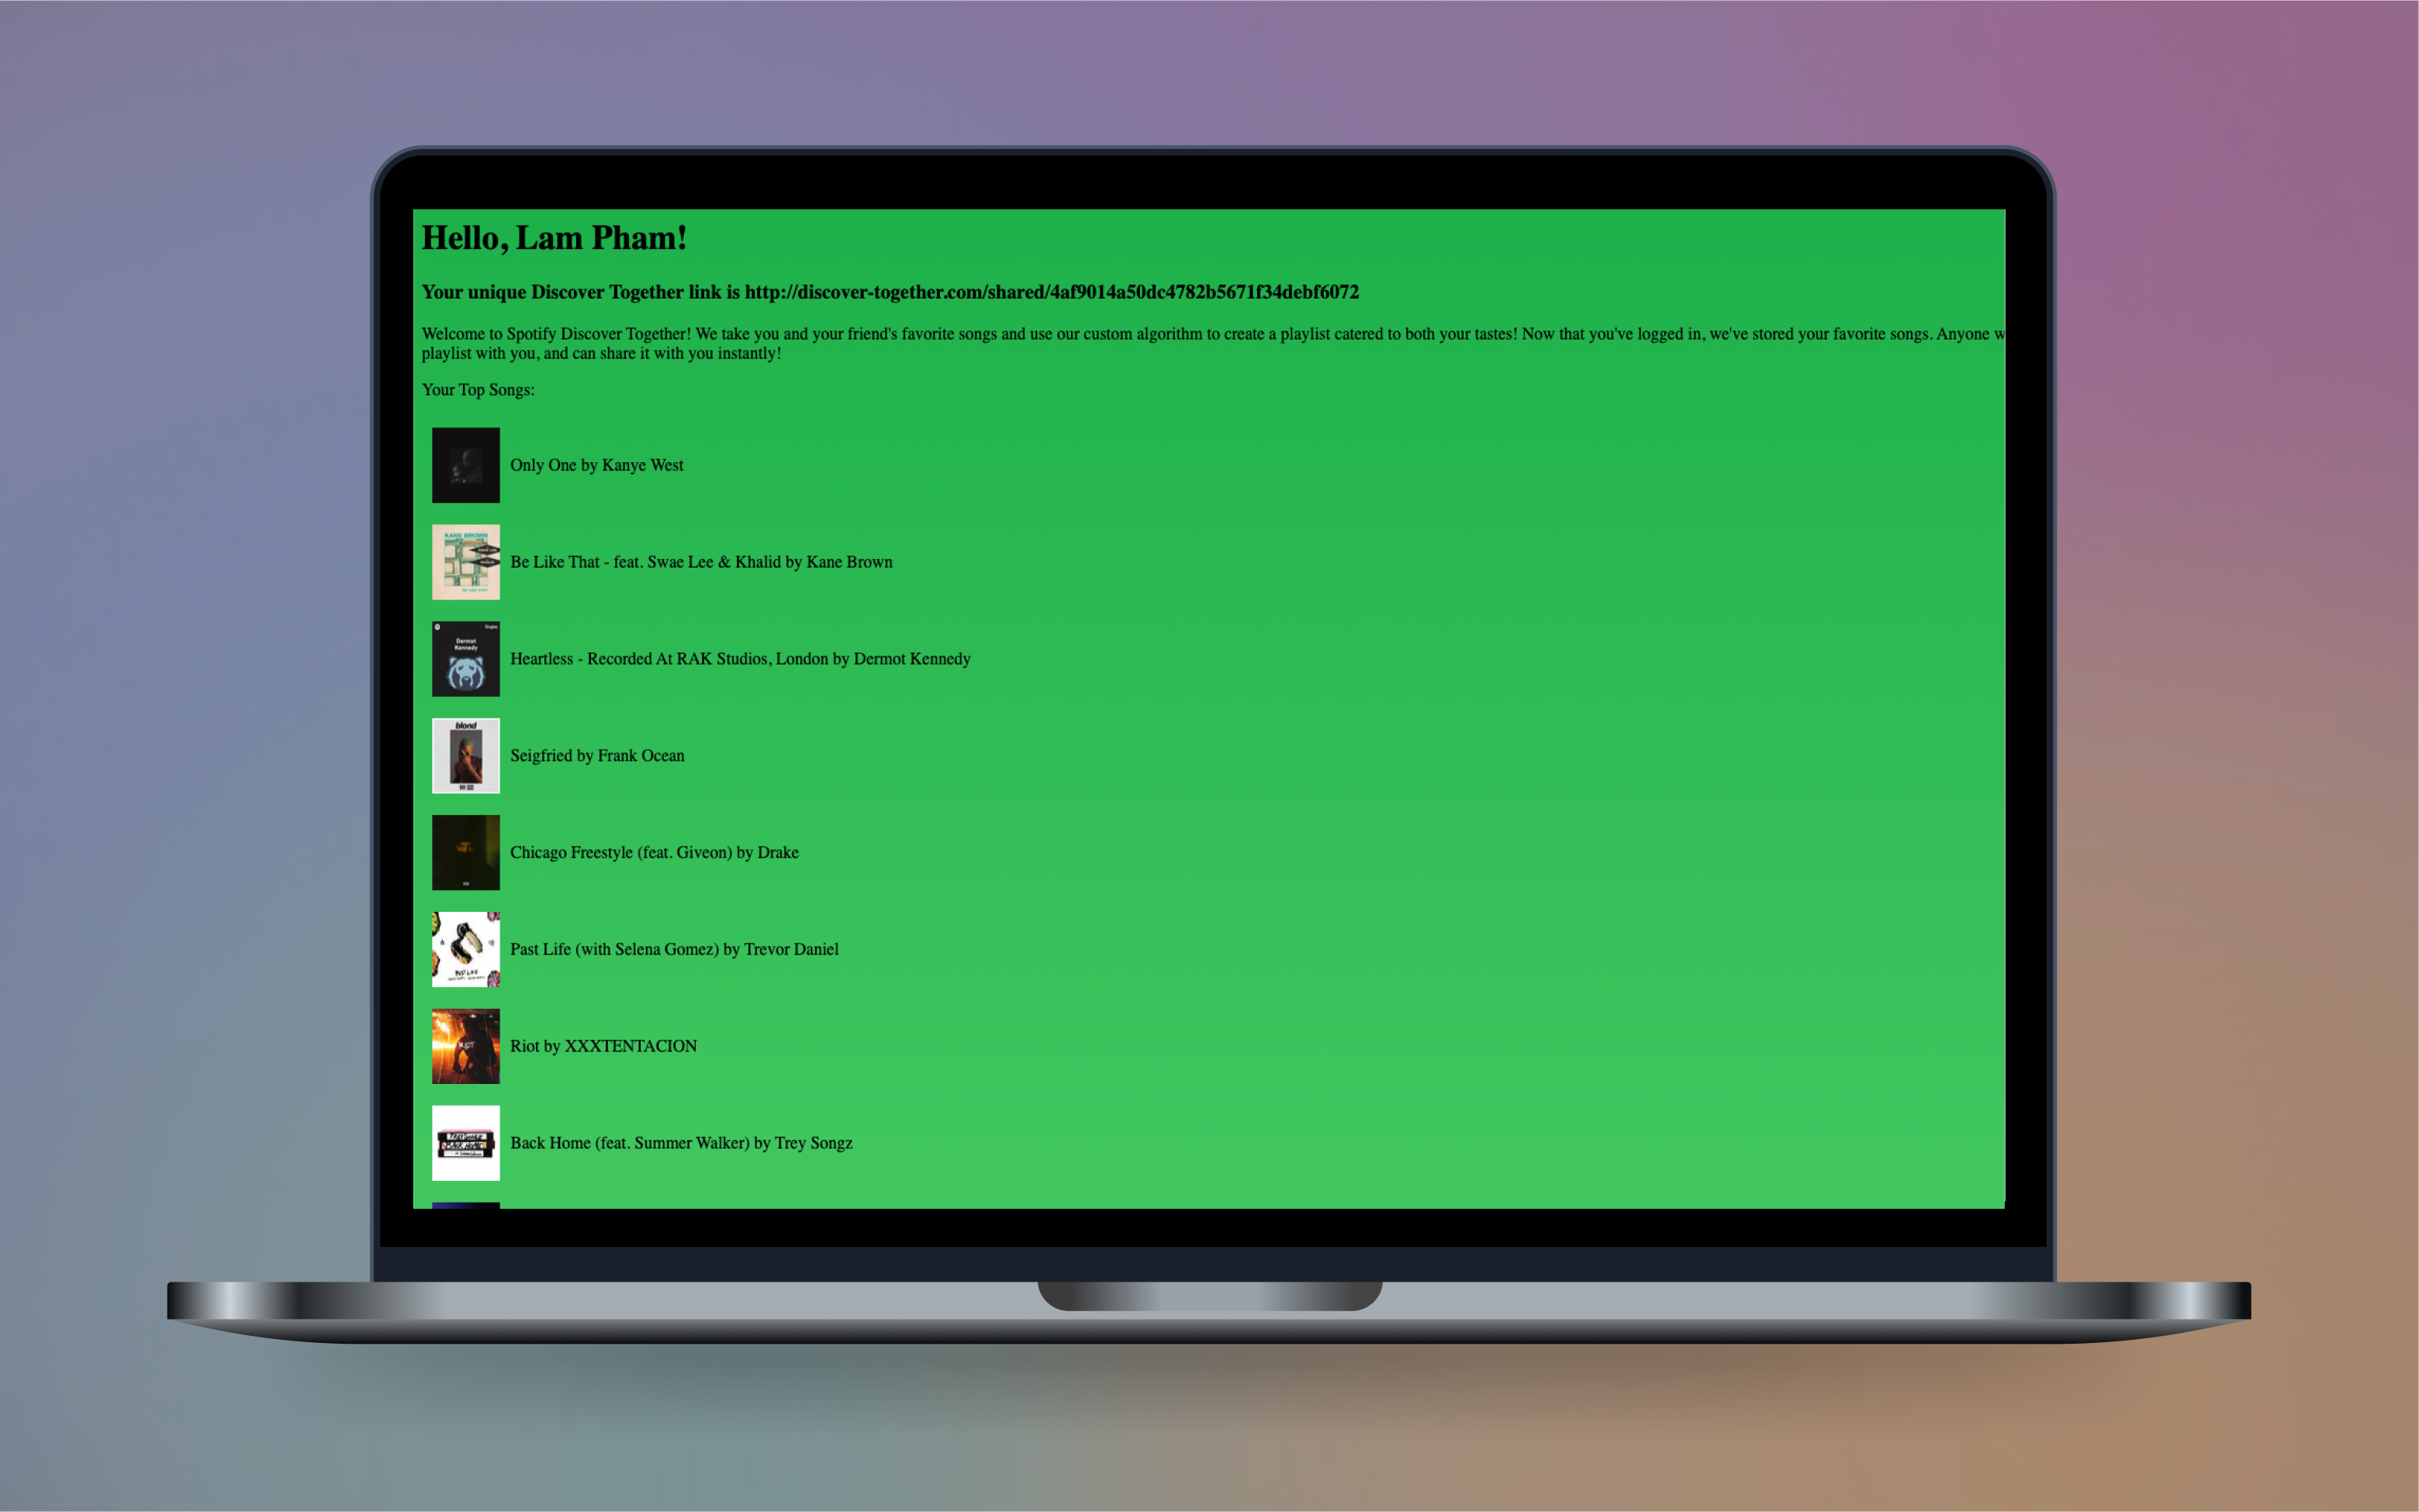 Hello, Lam Pham!
Your unique Discover Together link is http://discover-together.com/shared/4af9014a50dc4782b5671f34debf6072
Welcome to Spotify Discover Together! We take you and your friend's favorite songs and use our custom algorithm to create a playlist catered to both your tastes! Now that you've logged in, we've stored your favorite songs. Anyone w
playlist with you, and can share it with you instantly!
Your Top Songs:
Only One by Kanye West
KANE BROWN
BE LIKE THAT
Be Like That - feat. Swae Lee & Khalid by Kane Brown
Singles
Dermot
Kennedy
Heartless - Recorded At RAK Studios, London by Dermot Kennedy
blond
Seigfried by Frank Ocean
Chicago Freestyle (feat. Giveon) by Drake
PAST LIFE
Past Life (with Selena Gomez) by Trevor Daniel
RIOT
Riot by XXXTENTACION
Back Home (feat. Summer Walker) by Trey Songz